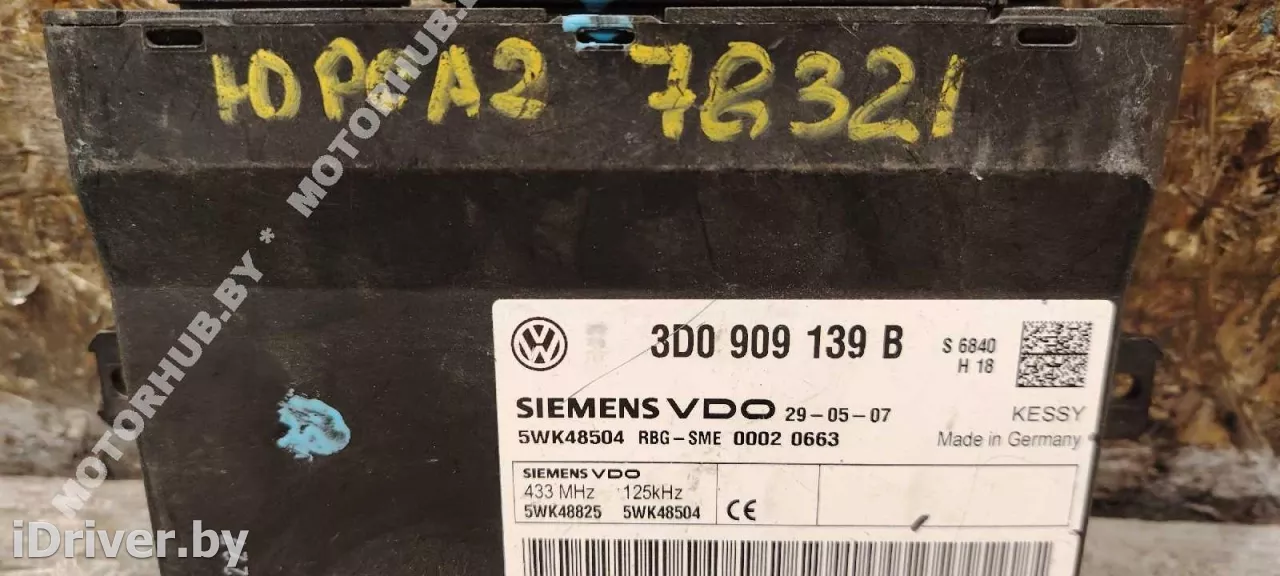 ЮРСА2 78321
MOTORHUB.BY * MOTORHUB.BY
3D0 909 139 B
S 6840
H 18
SIEMENS VDO 29-05-07
KESSY
5WK48504 RBG-SME 0002 0663
Made in Germany
SIEMENS VDO
433 MHz 125kHz
5WK48825 5WK48504
CE
iDriver.by